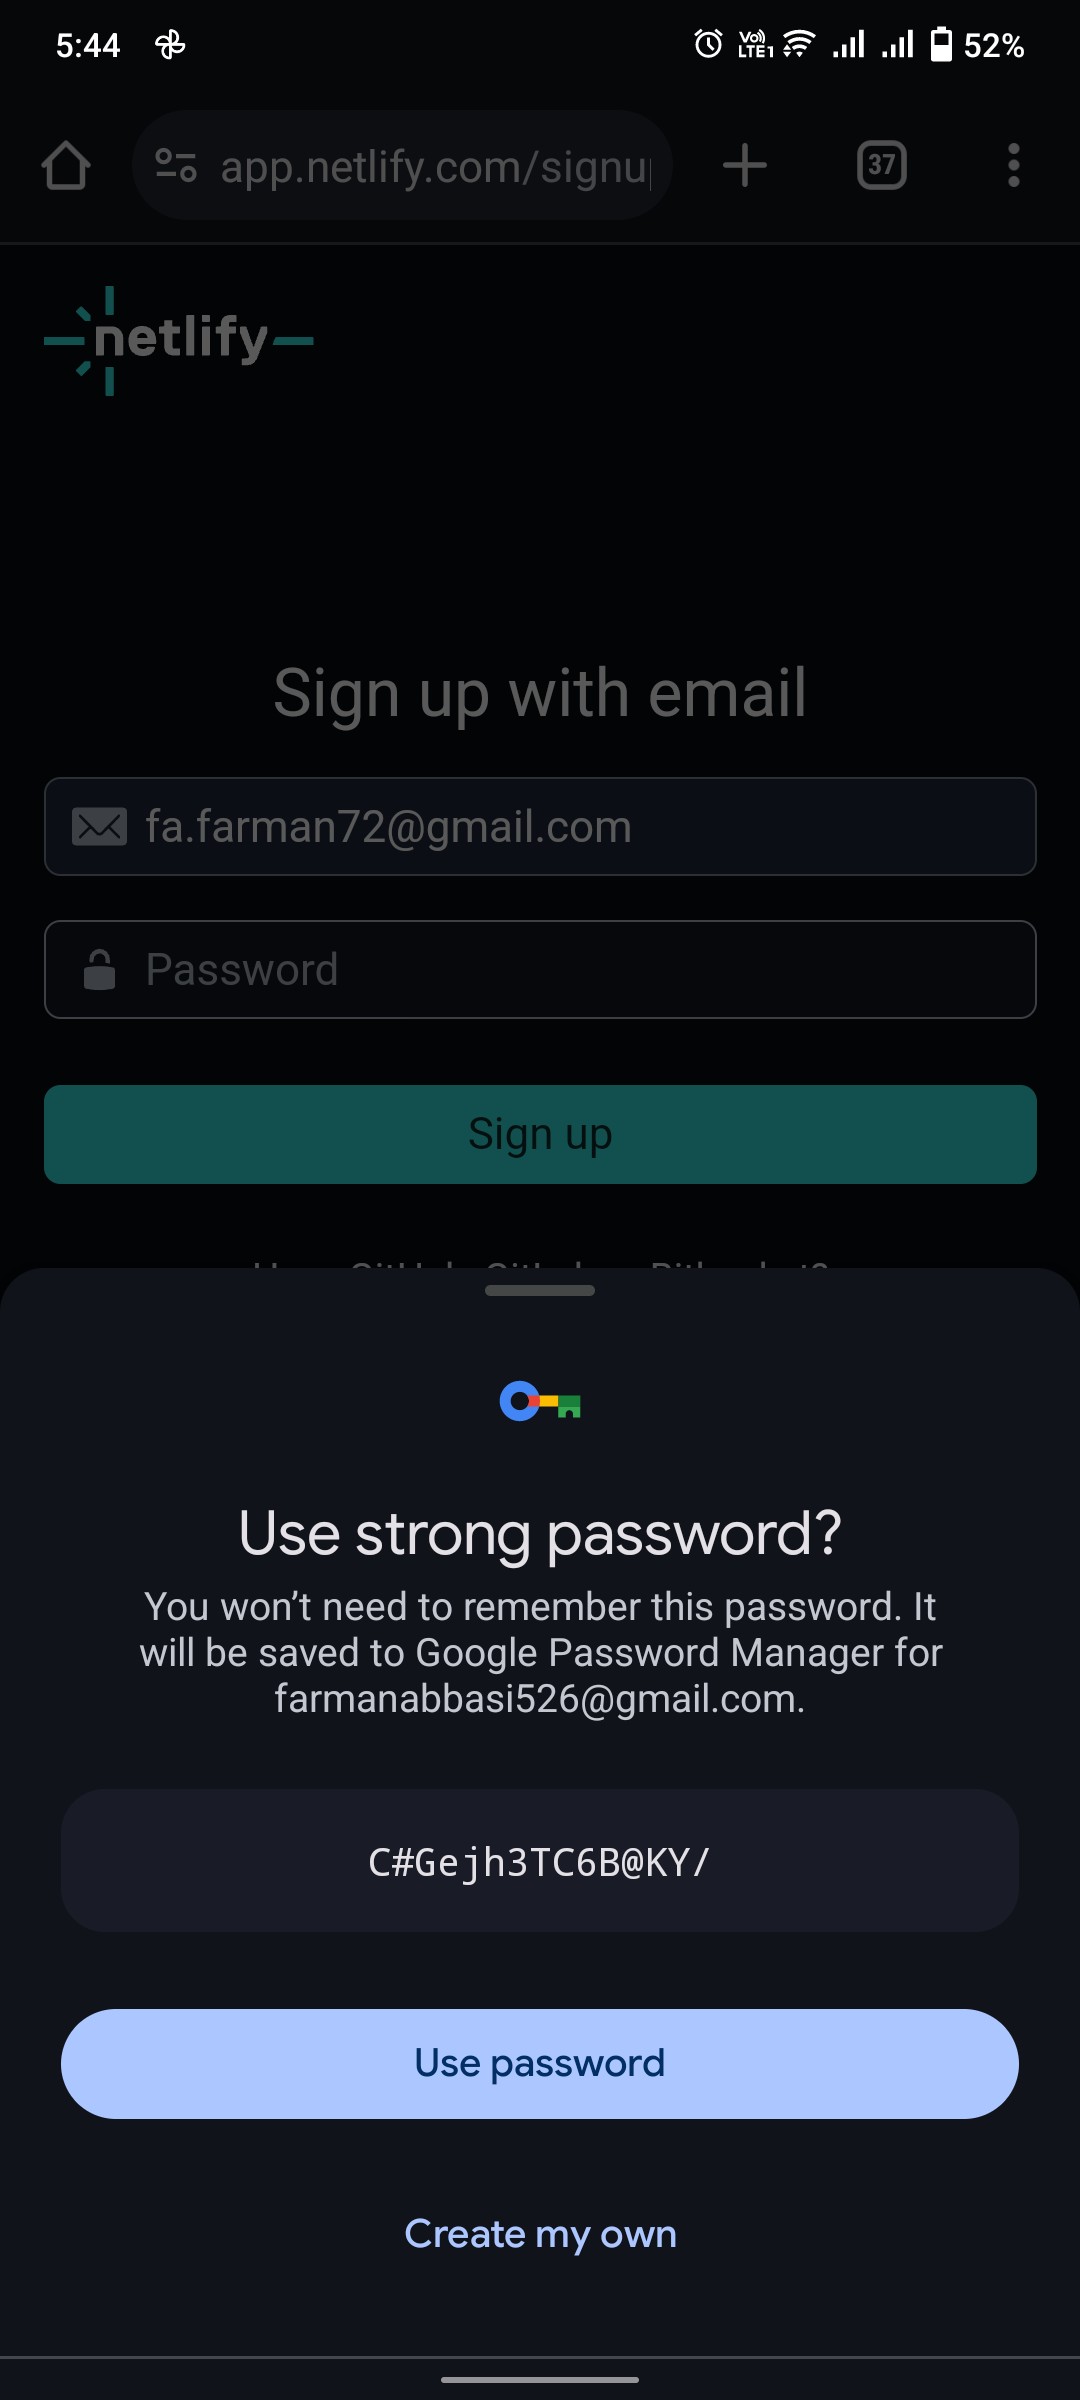 5:44 Vo) LTE1 52%
app.netlify.com/signu
37
netlify
Sign up with email
fa.farman72@gmail.com
Password
Sign up
Use strong password?
You won’t need to remember this password. It
will be saved to Google Password Manager for
farmanabbasi526@gmail.com.
C#Gejh3TC6B@KY/
Use password
Create my own